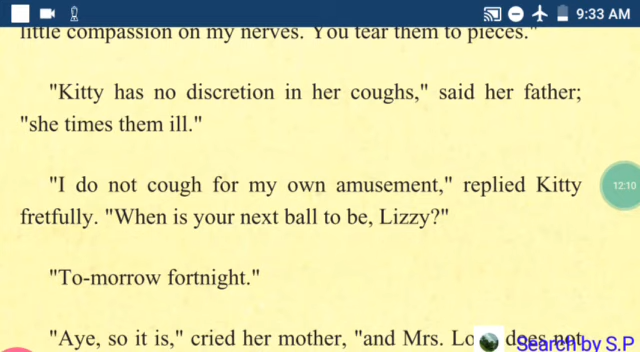 9:33 AM
little compassion on my nerves. You tear them to pieces."
"Kitty has no discretion in her coughs," said her father;
"she times them ill."
"I do not cough for my own amusement," replied Kitty
12:10
fretfully. "When is your next ball to be, Lizzy?"
"To-morrow fortnight."
"Aye, so it is," cried her mother, "and Mrs. Lo does not
Search by S.P